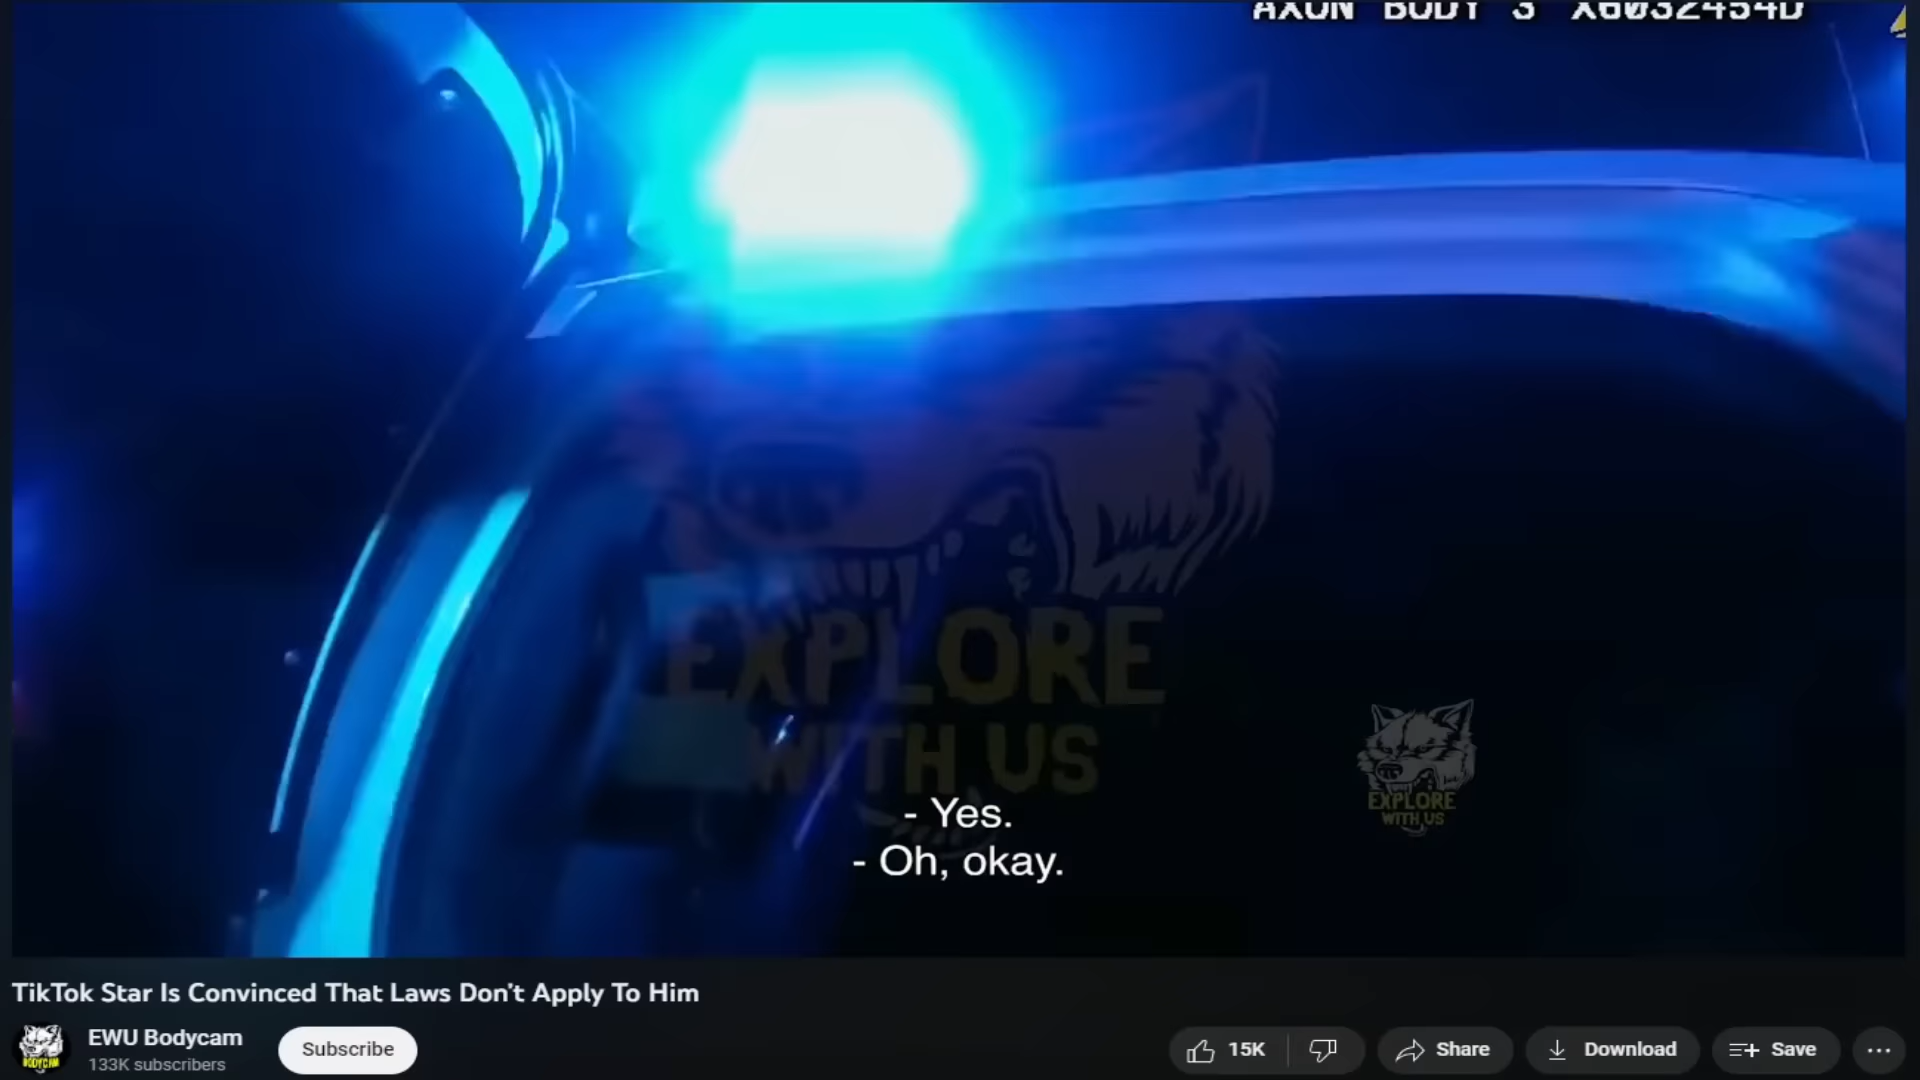 AXON BODY 3 X6032454D
EXPLORE
WITH US
EXPLORE
WITH US
- Yes.
- Oh, okay.
TikTok Star Is Convinced That Laws Don't Apply To Him
BODYCAM
EWU Bodycam
133K subscribers
Subscribe
15K
Share
Download
Save